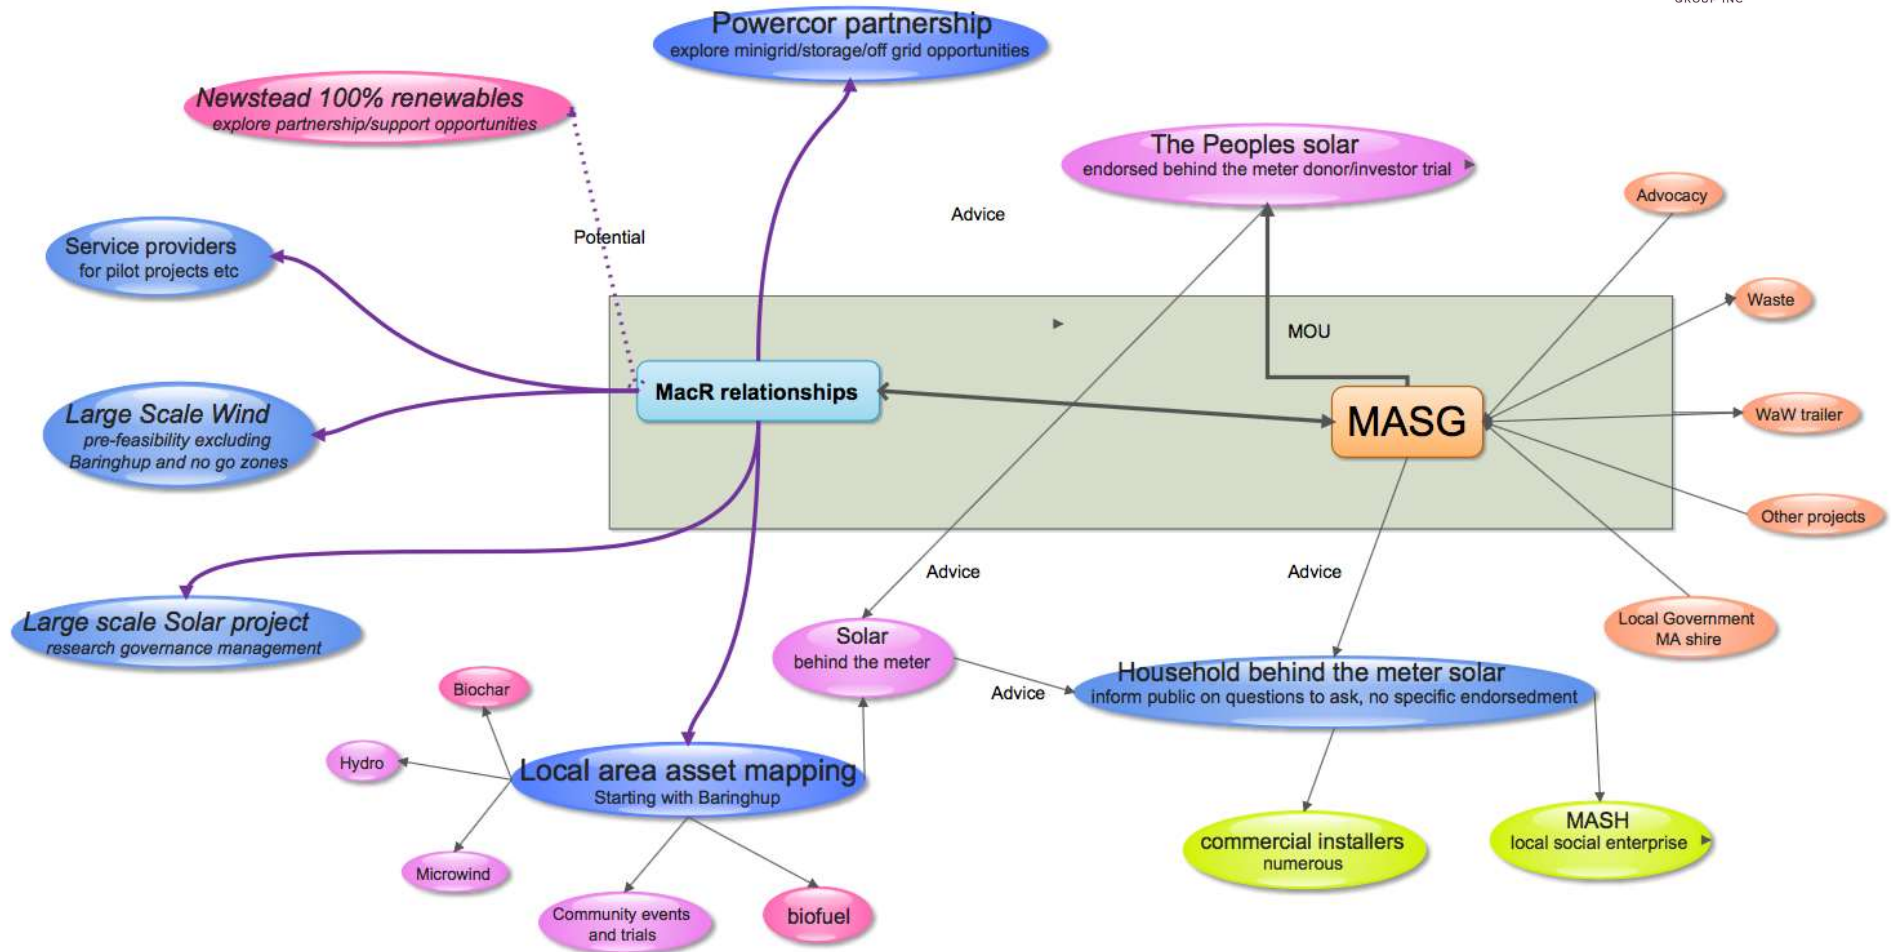 GROUP INC
Powercor partnership
explore minigrid/storage/off grid opportunities
Newstead 100% renewables
explore partnership/support opportunities
The Peoples solar
endorsed behind the meter donor/investor trial
Advocacy
Advice
Service providers
for pilot projects etc
Potential
Waste
MOU
MacR relationships
MASG
WaW trailer
Large Scale Wind
pre-feasibility excluding
Baringhup and no go zones
Other projects
Advice
Advice
Large scale Solar project
research governance management
Solar
behind the meter
Local Government
MA shire
Household behind the meter solar
inform public on questions to ask, no specific endorsedment
Advice
Biochar
Hydro
Local area asset mapping
Starting with Baringhup
Microwind
Community events
and trials
biofuel
commercial installers
numerous
MASH
local social enterprise